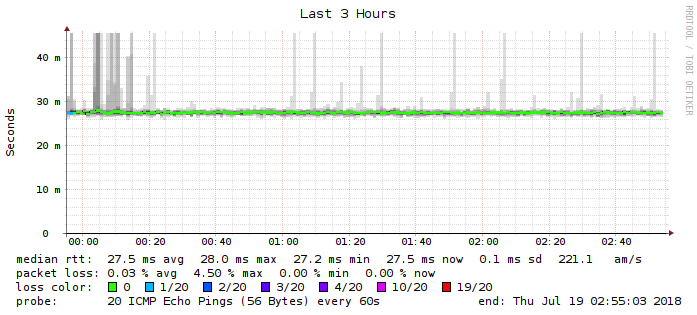 Last 3 Hours
RRDTOOL / TOBI OETIKER
Seconds
40 m
30 m
20 m
10 m
0
00:00 00:20 00:40 01:00 01:20 01:40 02:00 02:20 02:40
median rtt: 27.5 ms avg 28.0 ms max 27.2 ms min 27.5 ms now 0.1 ms sd 221.1 am/s
packet loss: 0.03 % avg 4.50 % max 0.00 % min 0.00 % now
loss color: 0 1/20 2/20 3/20 4/20 10/20 19/20
probe: 20 ICMP Echo Pings (56 Bytes) every 60s end: Thu Jul 19 02:55:03 2018